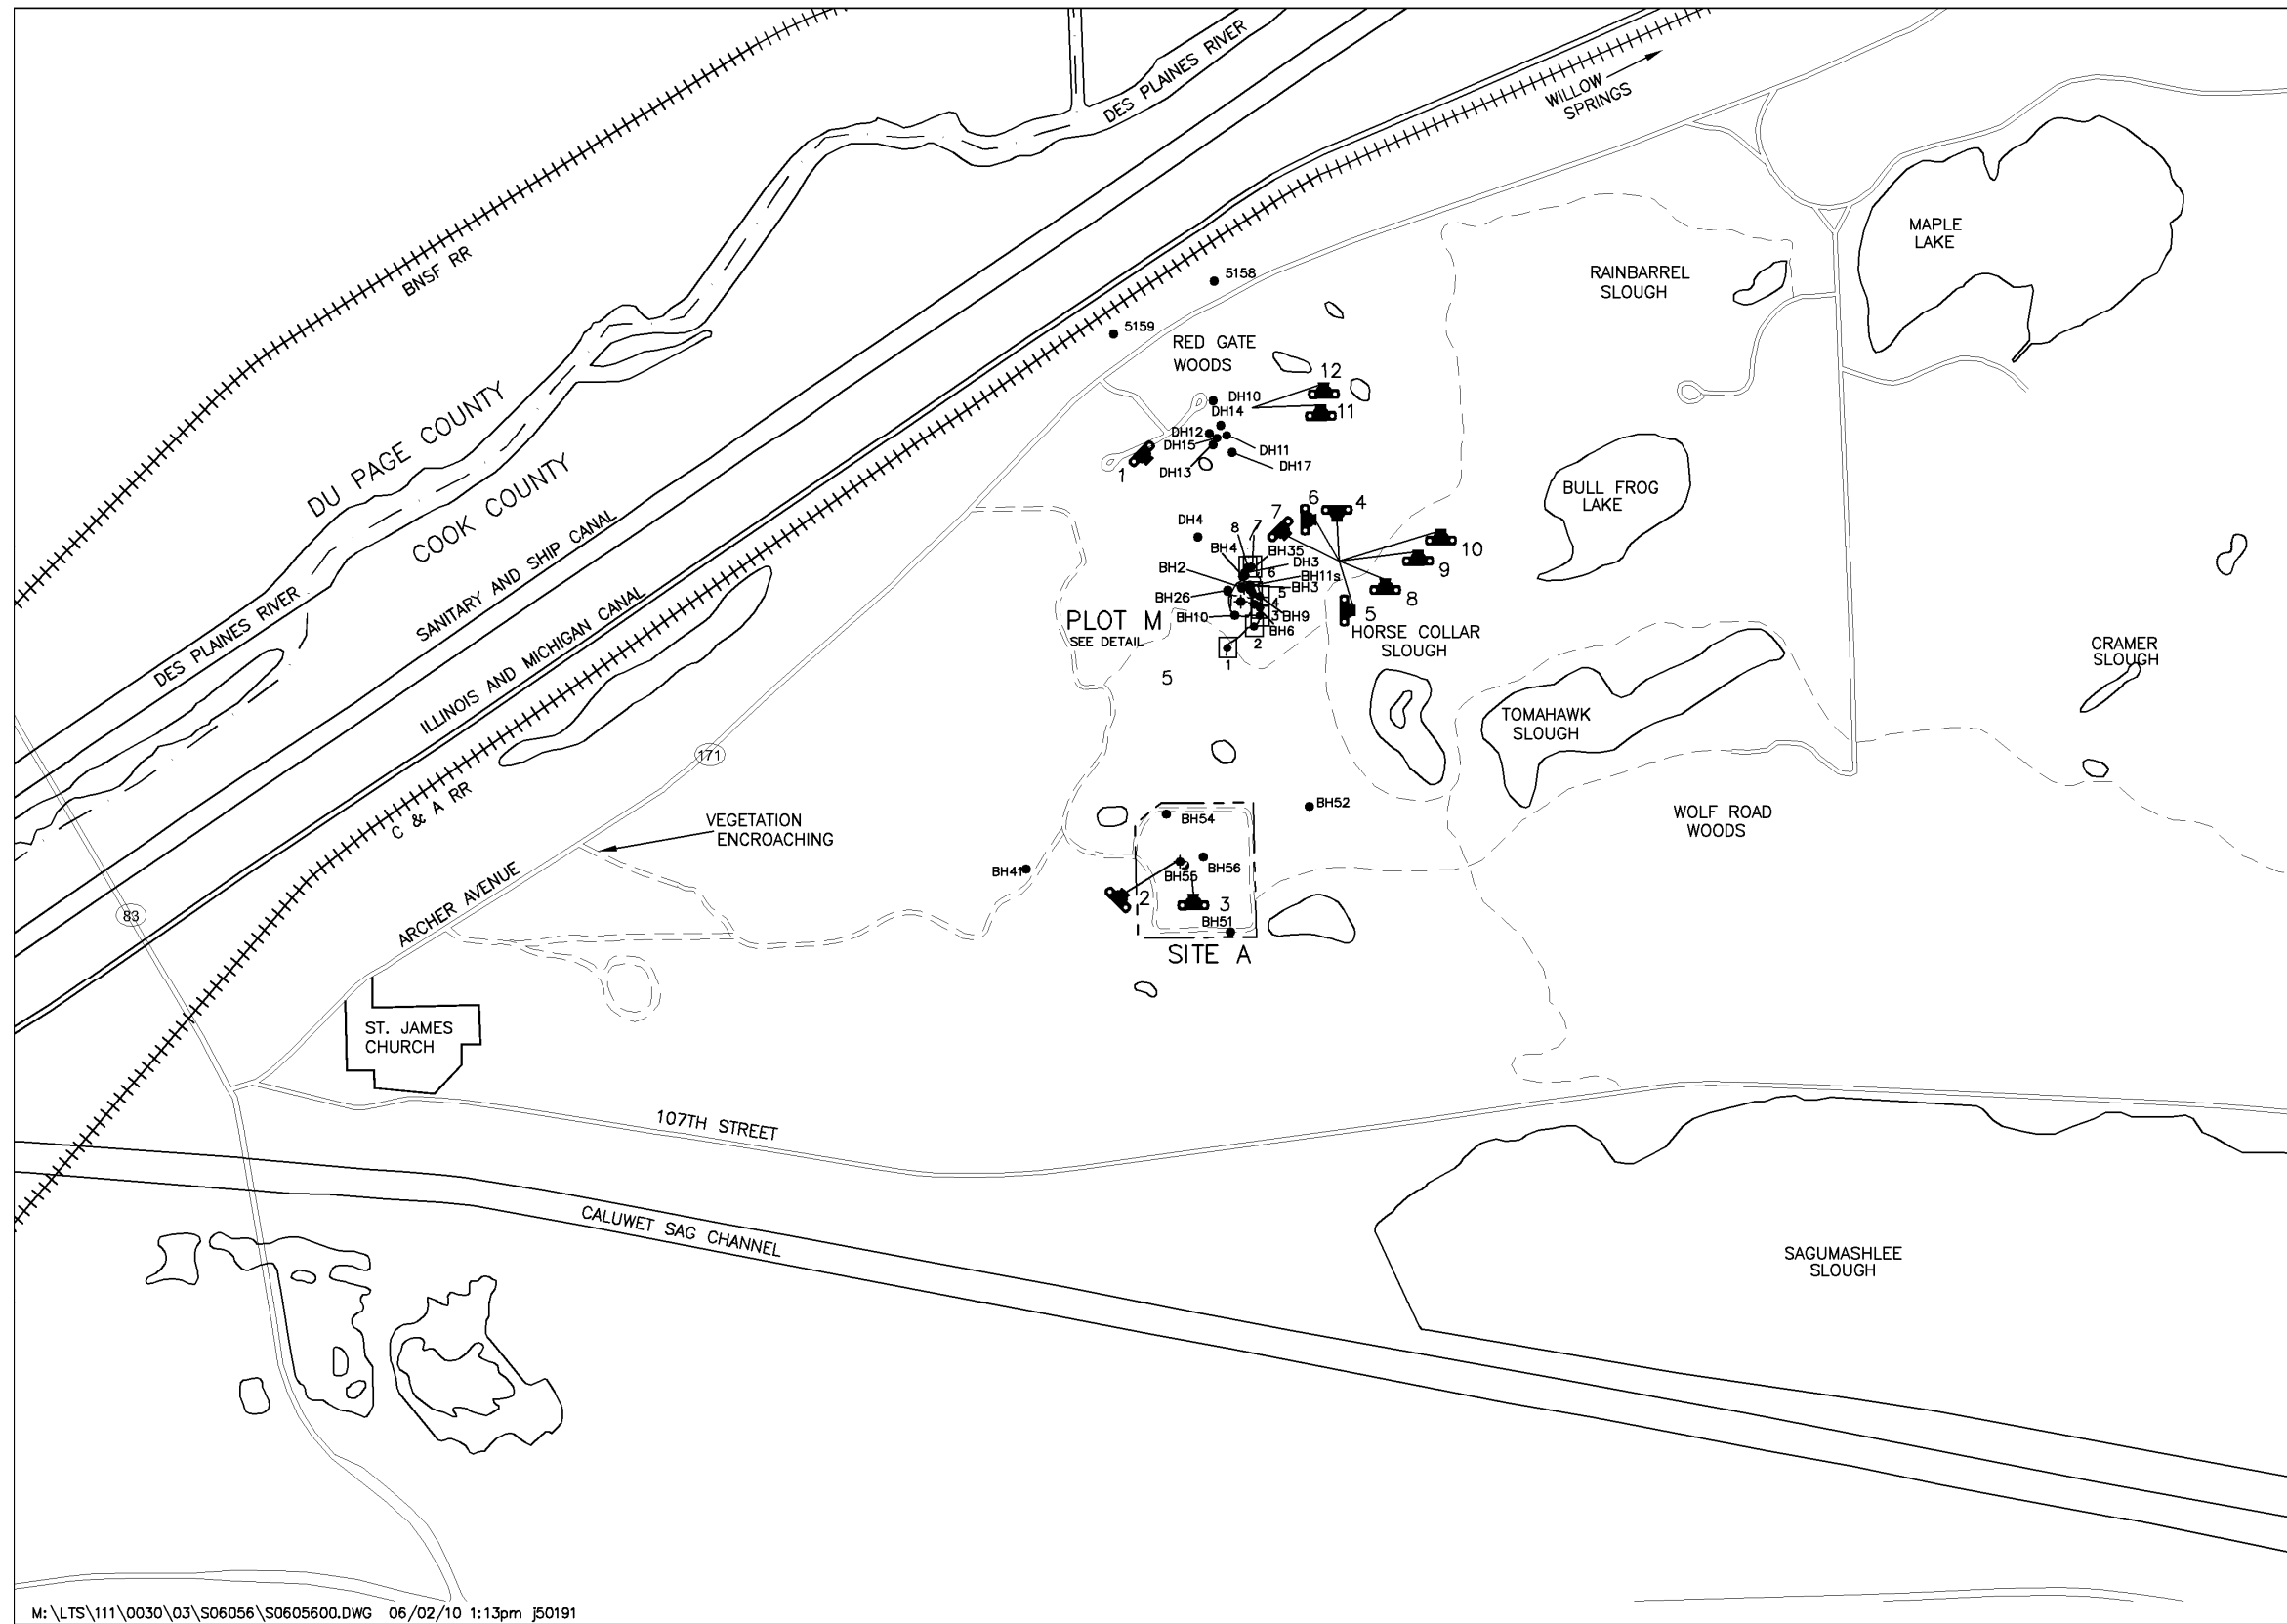 DES PLAINES RIVER
WILLOW
SPRINGS
BNSF RR
MAPLE
LAKE
RAINBARREL
SLOUGH
5158
5159
RED GATE
WOODS
12
DH10
11
DH14
DH12
DH15
DH11
DH13
DH17
1
DU PAGE COUNTY
COOK COUNTY
BULL FROG
LAKE
6
4
7
DH4
8
7
BH4
BH35
DH3
10
9
BH2
6
BH11s
BH3
8
BH26
5
4
5
PLOT M
SEE DETAIL
BH10
3
BH9
BH6
2
1
HORSE COLLAR
SLOUGH
5
SANITARY AND SHIP CANAL
DES PLAINES RIVER
ILLINOIS AND MICHIGAN CANAL
CRAMER
SLOUGH
TOMAHAWK
SLOUGH
171
C & A RR
VEGETATION
ENCROACHING
BH52
BH54
WOLF ROAD
WOODS
BH41
BH56
BH55
2
3
BH51
SITE A
83
ARCHER AVENUE
ST. JAMES
CHURCH
107TH STREET
CALUWET SAG CHANNEL
SAGUMASHLEE
SLOUGH
M:\LTS\111\0030\03\S06056\S0605600.DWG 06/02/10 1:13pm j50191